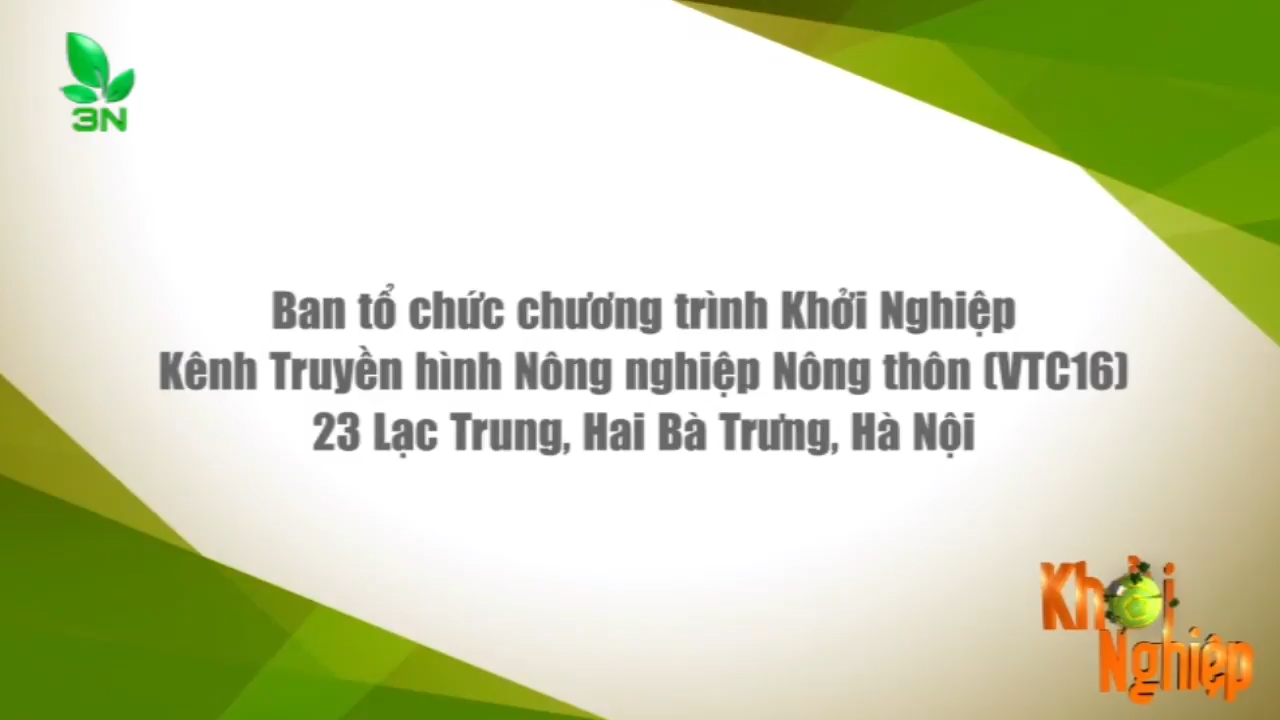 3N
Ban tổ chức chương trình Khởi Nghiệp
Kênh Truyền hình Nông nghiệp Nông thôn (VTC16)
23 Lạc Trung, Hai Bà Trưng, Hà Nội
Khởi
Nghiệp